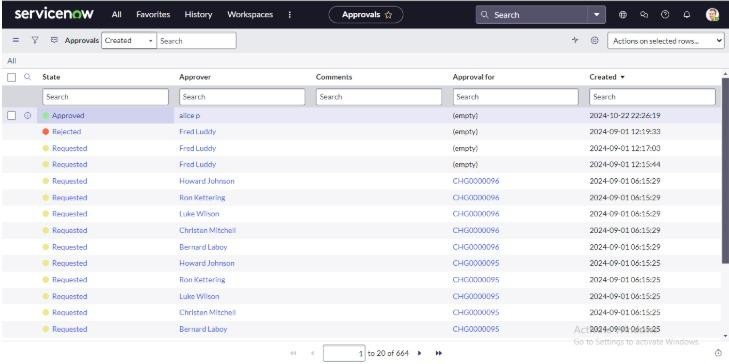 servicenow All Favorites History Workspaces Approvals Search
Approvals Created Search Actions on selected rows...
All
State Approver Comments Approval for Created
Search Search Search Search Search
Approved alice p (empty) 2024-10-22 22:26:19
Rejected Fred Luddy (empty) 2024-09-01 12:19:33
Requested Fred Luddy (empty) 2024-09-01 12:17:03
Requested Fred Luddy (empty) 2024-09-01 12:15:44
Requested Howard Johnson CHG0000096 2024-09-01 06:15:29
Requested Ron Kettering CHG0000096 2024-09-01 06:15:29
Requested Luke Wilson CHG0000096 2024-09-01 06:15:29
Requested Christen Mitchell CHG0000096 2024-09-01 06:15:29
Requested Bernard Laboy CHG0000096 2024-09-01 06:15:29
Requested Howard Johnson CHG0000095 2024-09-01 06:15:25
Requested Ron Kettering CHG0000095 2024-09-01 06:15:25
Requested Luke Wilson CHG0000095 2024-09-01 06:15:25
Requested Christen Mitchell CHG0000095 2024-09-01 06:15:25
Requested Bernard Laboy CHG0000095 2024-09-01 06:15:25
Go to Settings to activate Windows.
1 to 20 of 664